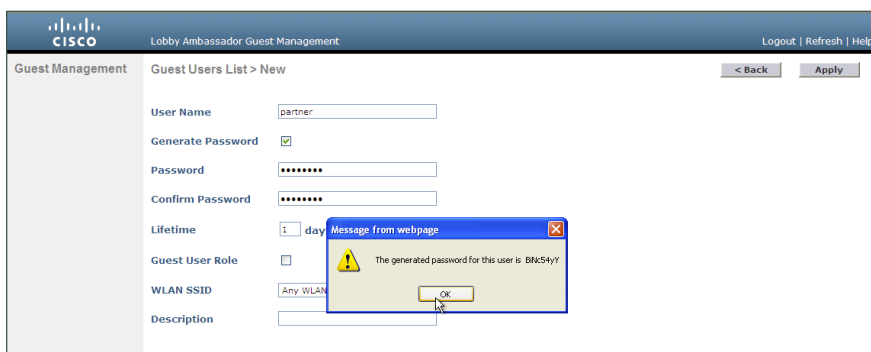 CISCO
Lobby Ambassador Guest Management
Logout | Refresh | Help
Guest Management
Guest Users List > New
< Back
Apply
User Name
partner
Generate Password
Password
••••••••
Confirm Password
••••••••
Lifetime
1 day
Guest User Role
WLAN SSID
Any WLAN
Description
Message from webpage
The generated password for this user is BiNc54yY
OK